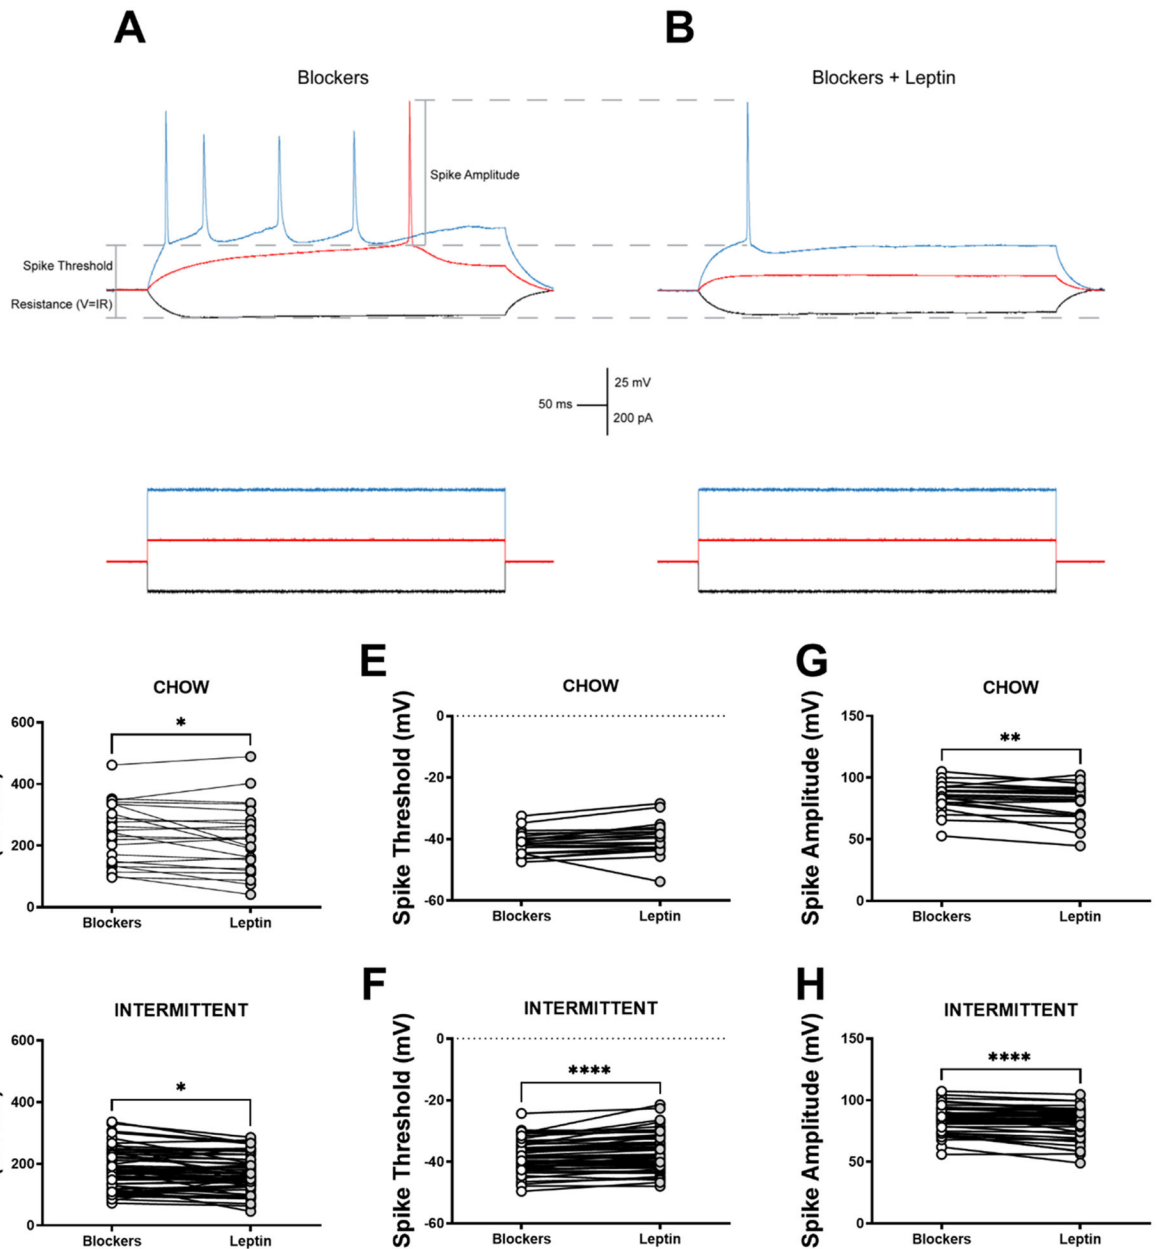 A
B
Blockers
Blockers + Leptin
Spike Amplitude
Spike Threshold
Resistance (V=IR)
25 mV
50 ms
200 pA
E
G
CHOW
CHOW
CHOW
600
400
200
0
*
Blockers
Leptin
Spike Threshold (mV)
0
-20
-40
-60
Blockers
Leptin
Spike Amplitude (mV)
150
100
50
0
**
Blockers
Leptin
F
H
INTERMITTENT
INTERMITTENT
INTERMITTENT
600
400
200
0
*
Blockers
Leptin
Spike Threshold (mV)
0
-20
-40
-60
****
Blockers
Leptin
Spike Amplitude (mV)
150
100
50
0
****
Blockers
Leptin